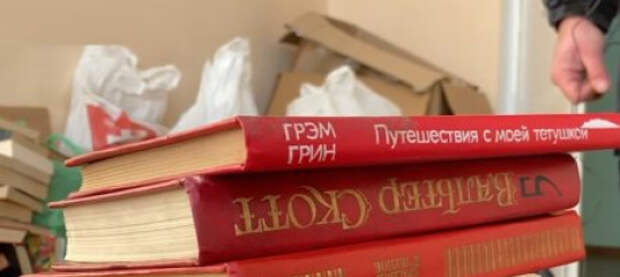 ГРЭМ
ГРИН
Путешествия с моей тетушкой
Вальтер Скотт
5